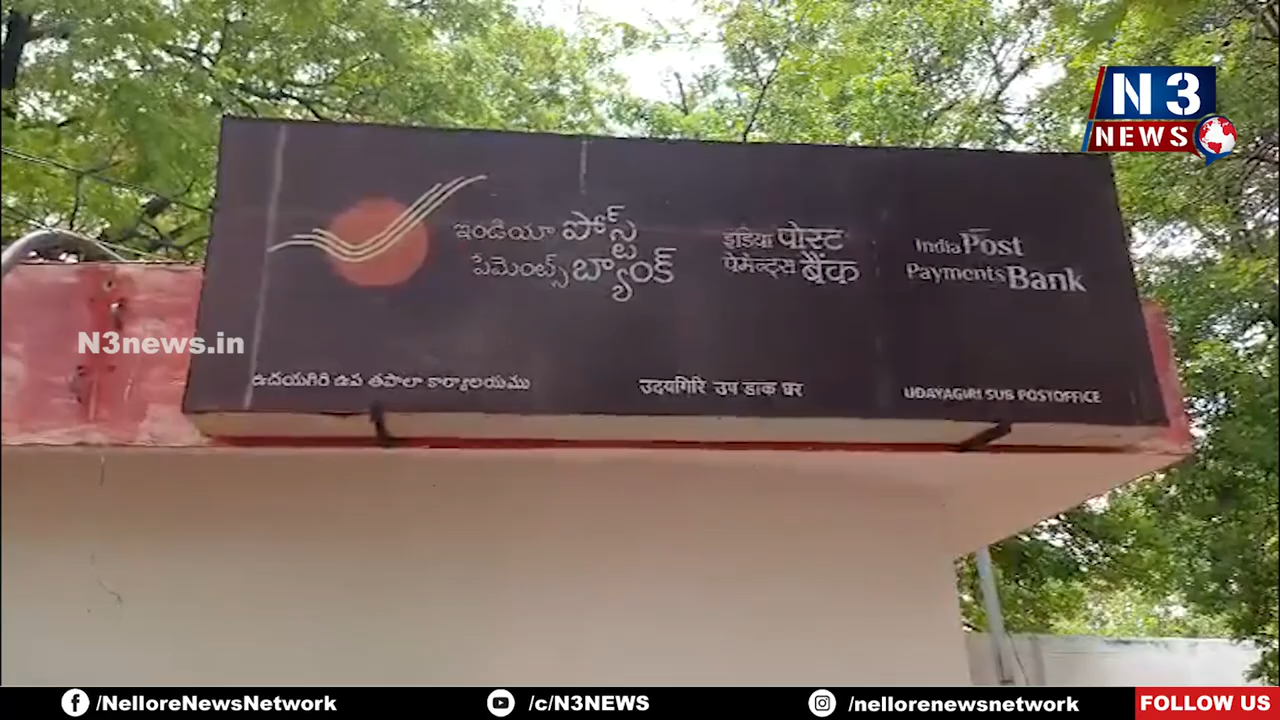 N3
NEWS
ఇండియా పోస్ట్
పేమెంట్స్ బ్యాంక్
इंडिया पोस्ट
पेमेन्ट्स बैंक
India Post
Payments Bank
N3news.in
ఉదయగిరి ఉప తపాలా కార్యాలయము
उदयगिरि उप डाक घर
UDAYAGIRI SUB POSTOFFICE
/NelloreNewsNetwork
/c/N3NEWS
/nellorenewsnetwork
FOLLOW US